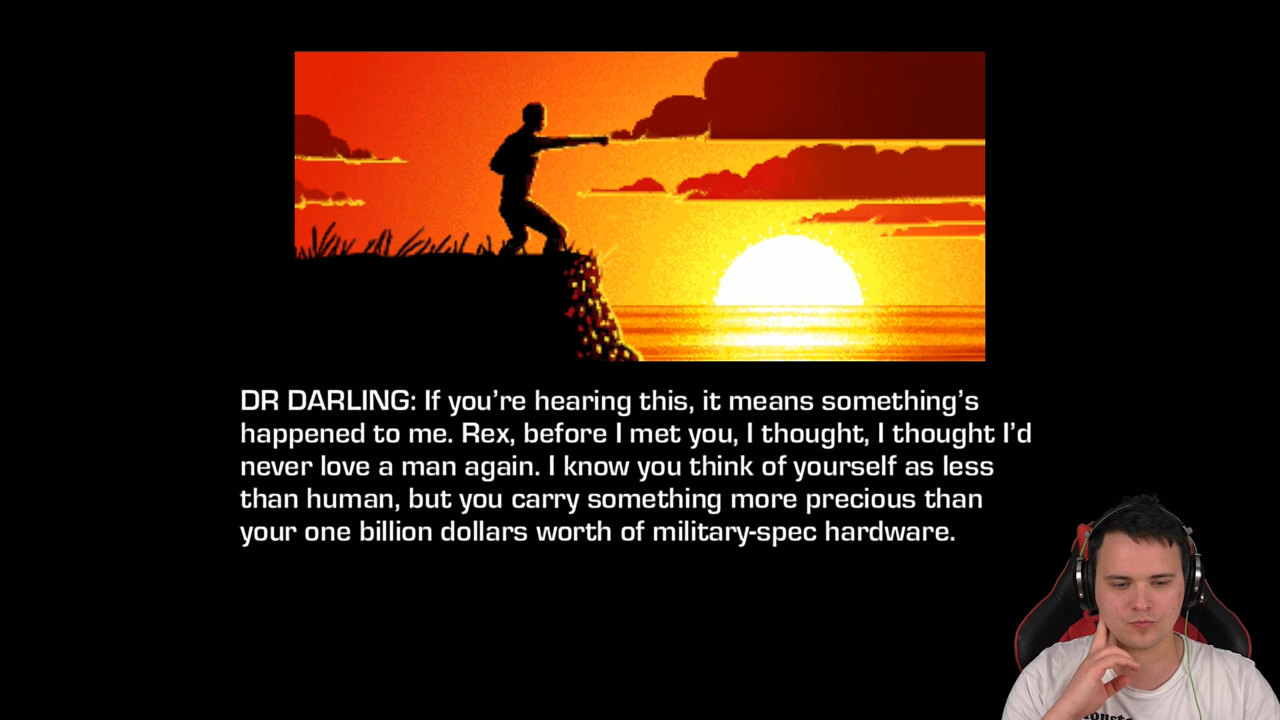 DR DARLING: If you’re hearing this, it means something’s
happened to me. Rex, before I met you, I thought, I thought I’d
never love a man again. I know you think of yourself as less
than human, but you carry something more precious than
your one billion dollars worth of military-spec hardware.